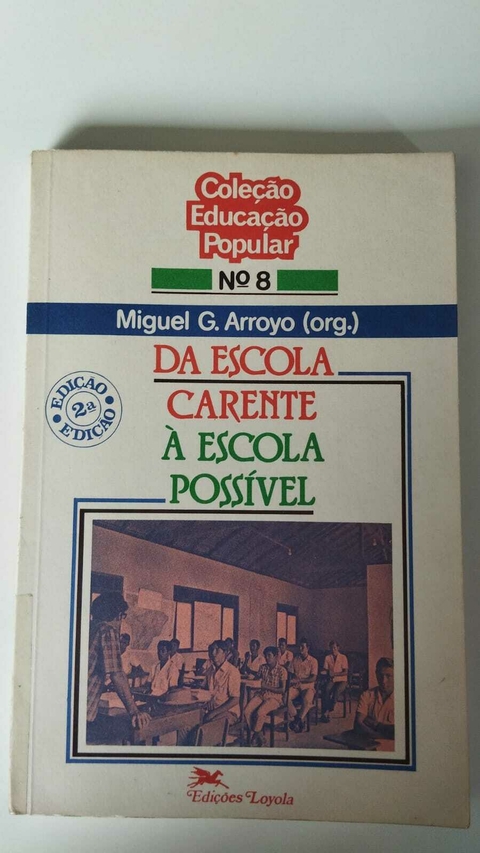 Coleção
Educação
Popular
Nº 8
Miguel G. Arroyo (org.)
DA ESCOLA
CARENTE
À ESCOLA
POSSÍVEL
EDIÇÃO
2ª
EDIÇÃO
Edições Loyola